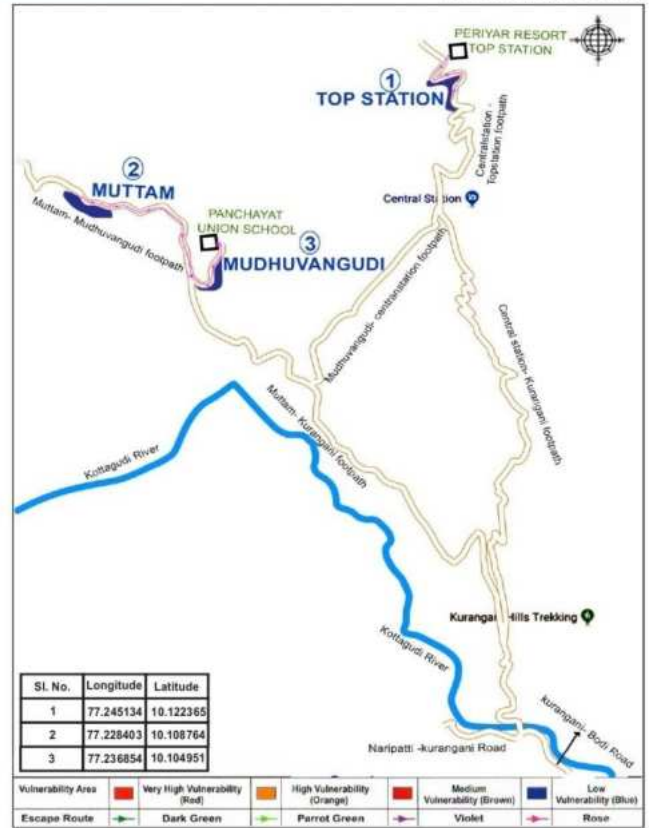 PERIYAR RESORT
TOP STATION
1
TOP STATION
Centralstation -
Topstation footpath
2
MUTTAM
Central Station
PANCHAYAT
UNION SCHOOL
3
MUDHUVANGUDI
Muttam- Mudhuvangudi footpath
Mudhuvangudi- centranstation footpath
Central station- Kurangani footpath
Muttam- Kurangani footpath
Kottagudi River
Kurangani Hills Trekking
Kottagudi River
kurangani- Bodi Road
Naripatti -kurangani Road
Sl. No. Longitude Latitude
1 77.245134 10.122365
2 77.228403 10.108764
3 77.236854 10.104951
Vulnerability Area Very High Vulnerability (Red) High Vulnerability (Orange) Medium Vulnerability (Brown) Low Vulnerability (Blue)
Escape Route Dark Green Parrot Green Violet Rose